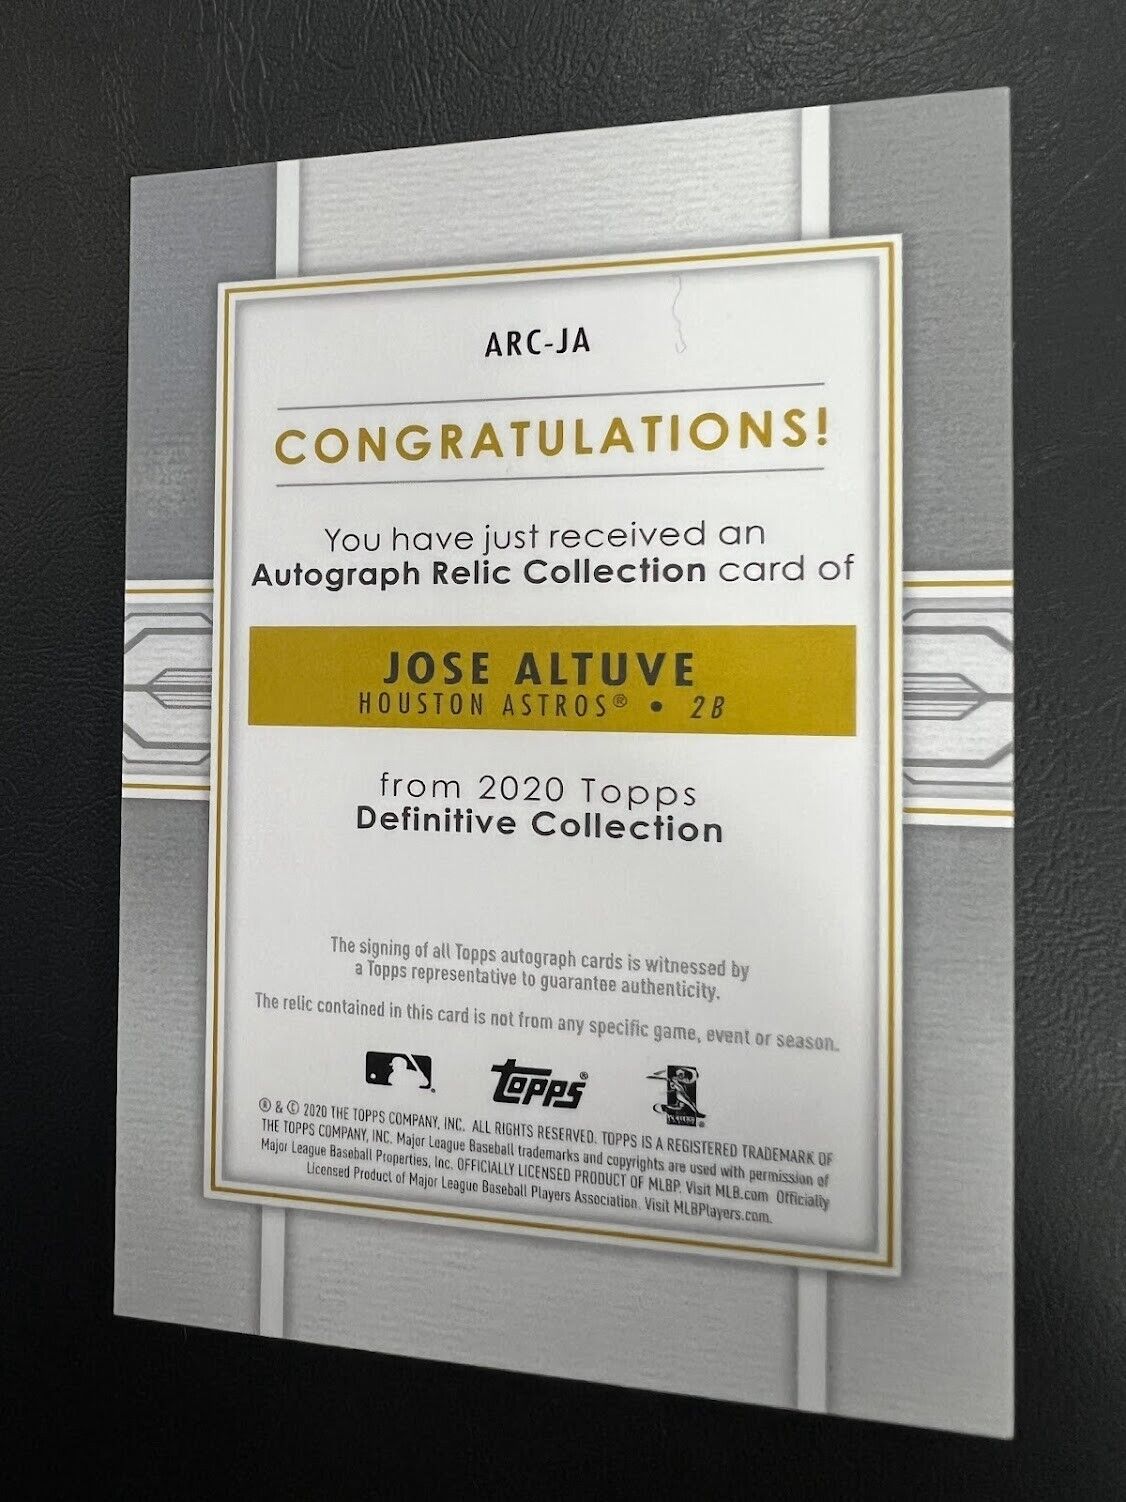 ARC-JA
CONGRATULATIONS!
You have just received an
Autograph Relic Collection card of
JOSE ALTUVE
HOUSTON ASTROS® • 2B
from 2020 Topps
Definitive Collection
The signing of all Topps autograph cards is witnessed by
a Topps representative to guarantee authenticity.
The relic contained in this card is not from any specific game, event or season.
topps®
PLAYERS
® & © 2020 THE TOPPS COMPANY, INC. ALL RIGHTS RESERVED. TOPPS IS A REGISTERED TRADEMARK OF
THE TOPPS COMPANY, INC. Major League Baseball trademarks and copyrights are used with permission of
Major League Baseball Properties, Inc. OFFICIALLY LICENSED PRODUCT OF MLBP. Visit MLB.com Officially
Licensed Product of Major League Baseball Players Association. Visit MLBPlayers.com.